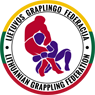 LIETUVOS GRAPLINGO FEDERACIJA
LITHUANIAN GRAPPLING FEDERATION